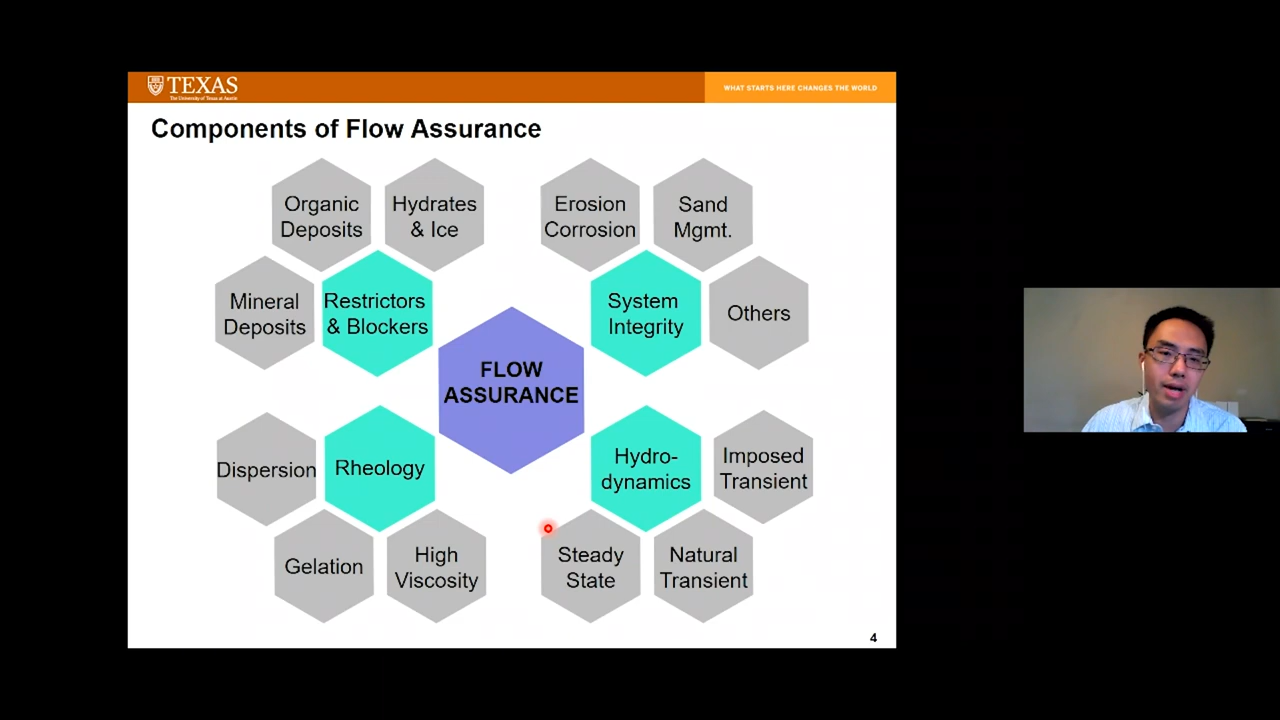 TEXAS
The University of Texas at Austin
WHAT STARTS HERE CHANGES THE WORLD
Components of Flow Assurance
Organic
Deposits
Hydrates
& Ice
Erosion
Corrosion
Sand
Mgmt.
Mineral
Deposits
Restrictors
& Blockers
System
Integrity
Others
FLOW
ASSURANCE
Dispersion
Rheology
Hydro-
dynamics
Imposed
Transient
Gelation
High
Viscosity
Steady
State
Natural
Transient
4